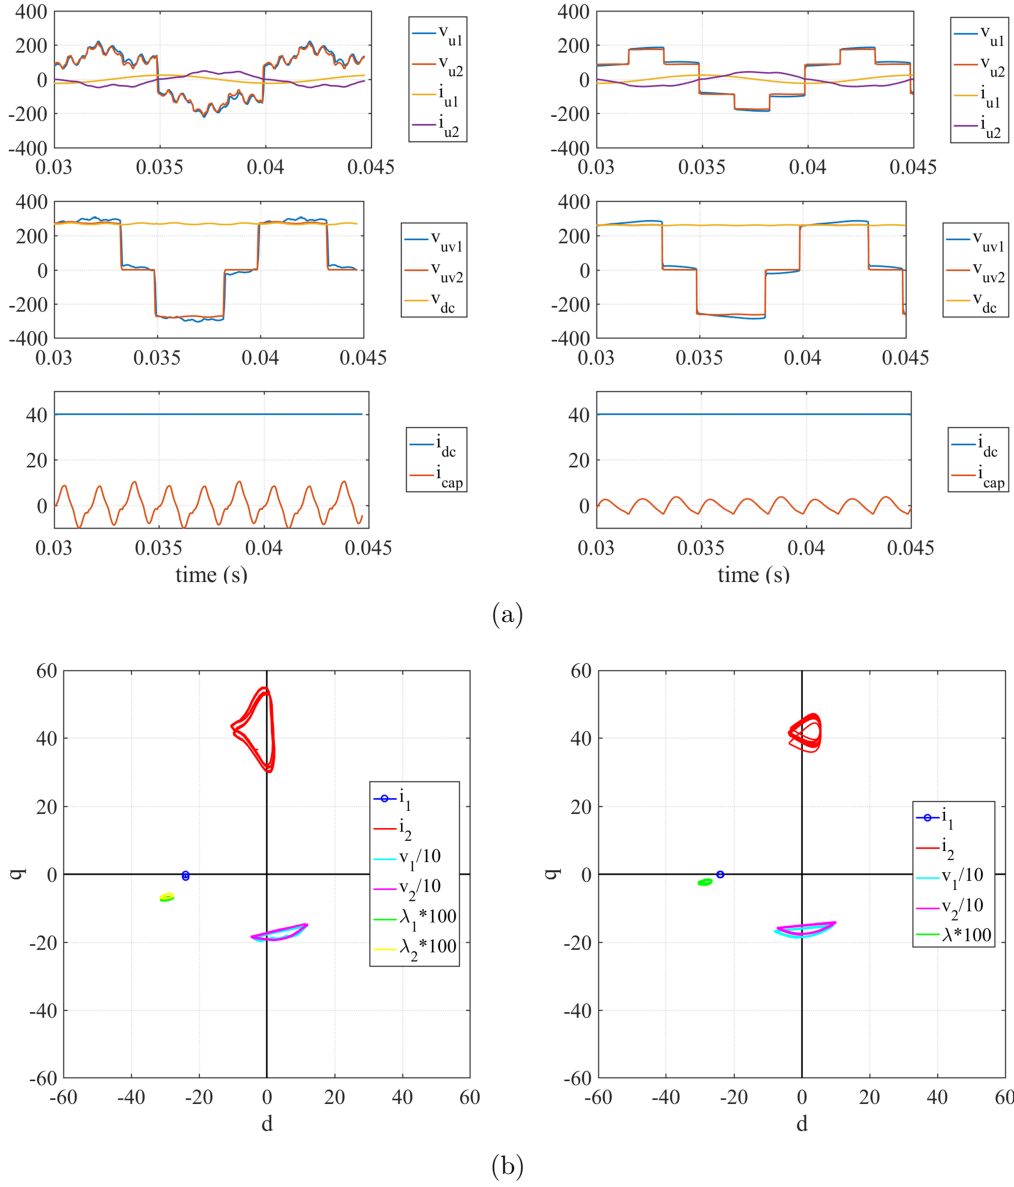 400
200
0
-200
-400
0.03 0.035 0.04 0.045
v_u1
v_u2
i_u1
i_u2
400
200
0
-200
-400
0.03 0.035 0.04 0.045
v_u1
v_u2
i_u1
i_u2
400
200
0
-200
-400
0.03 0.035 0.04 0.045
v_uv1
v_uv2
v_dc
400
200
0
-200
-400
0.03 0.035 0.04 0.045
v_uv1
v_uv2
v_dc
40
20
0
0.03 0.035 0.04 0.045
time (s)
i_dc
i_cap
40
20
0
0.03 0.035 0.04 0.045
time (s)
i_dc
i_cap
(a)
60
40
20
0
-20
-40
-60
q
-60 -40 -20 0 20 40 60
d
i_1
i_2
v_1/10
v_2/10
λ_1*100
λ_2*100
60
40
20
0
-20
-40
-60
q
-60 -40 -20 0 20 40 60
d
i_1
i_2
v_1/10
v_2/10
λ*100
(b)